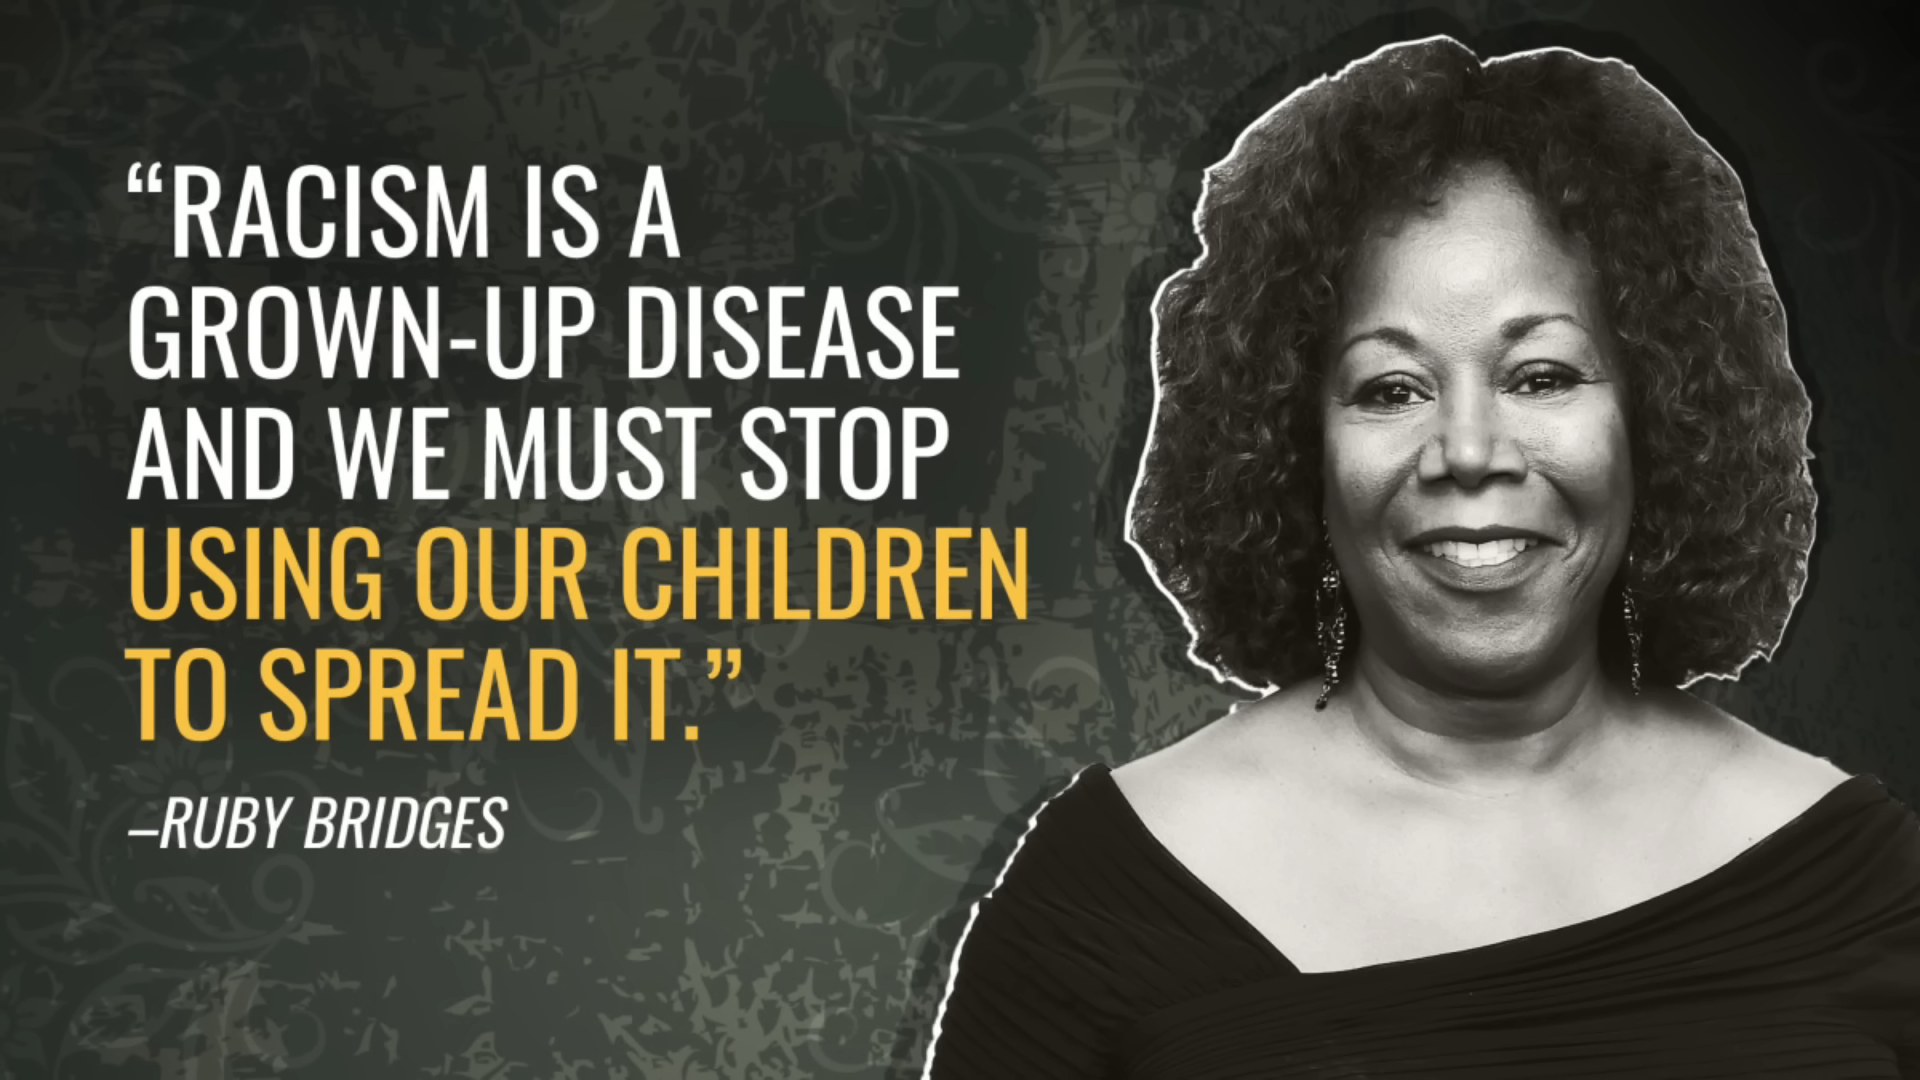 “RACISM IS A
GROWN-UP DISEASE
AND WE MUST STOP
USING OUR CHILDREN
TO SPREAD IT.”
–RUBY BRIDGES